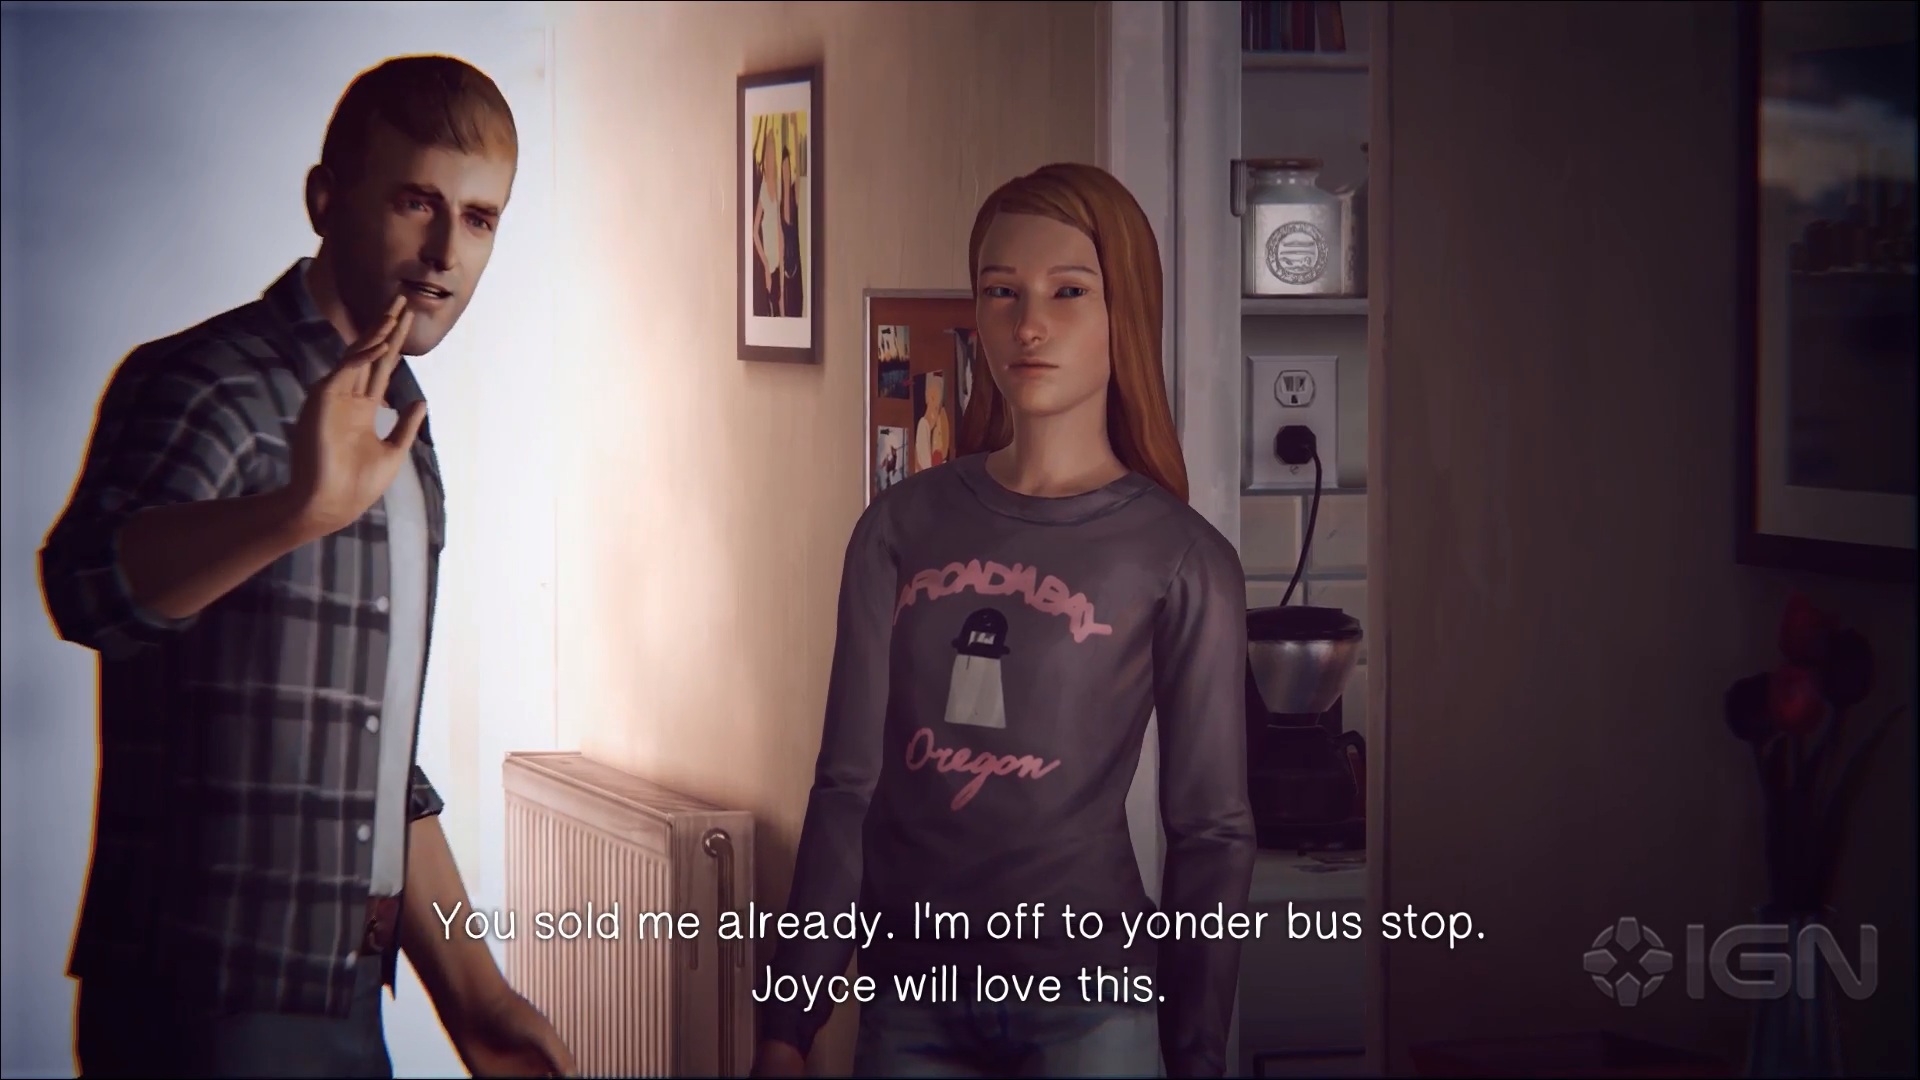 ARCADIA BAY
Oregon
You sold me already. I'm off to yonder bus stop.
Joyce will love this.
IGN